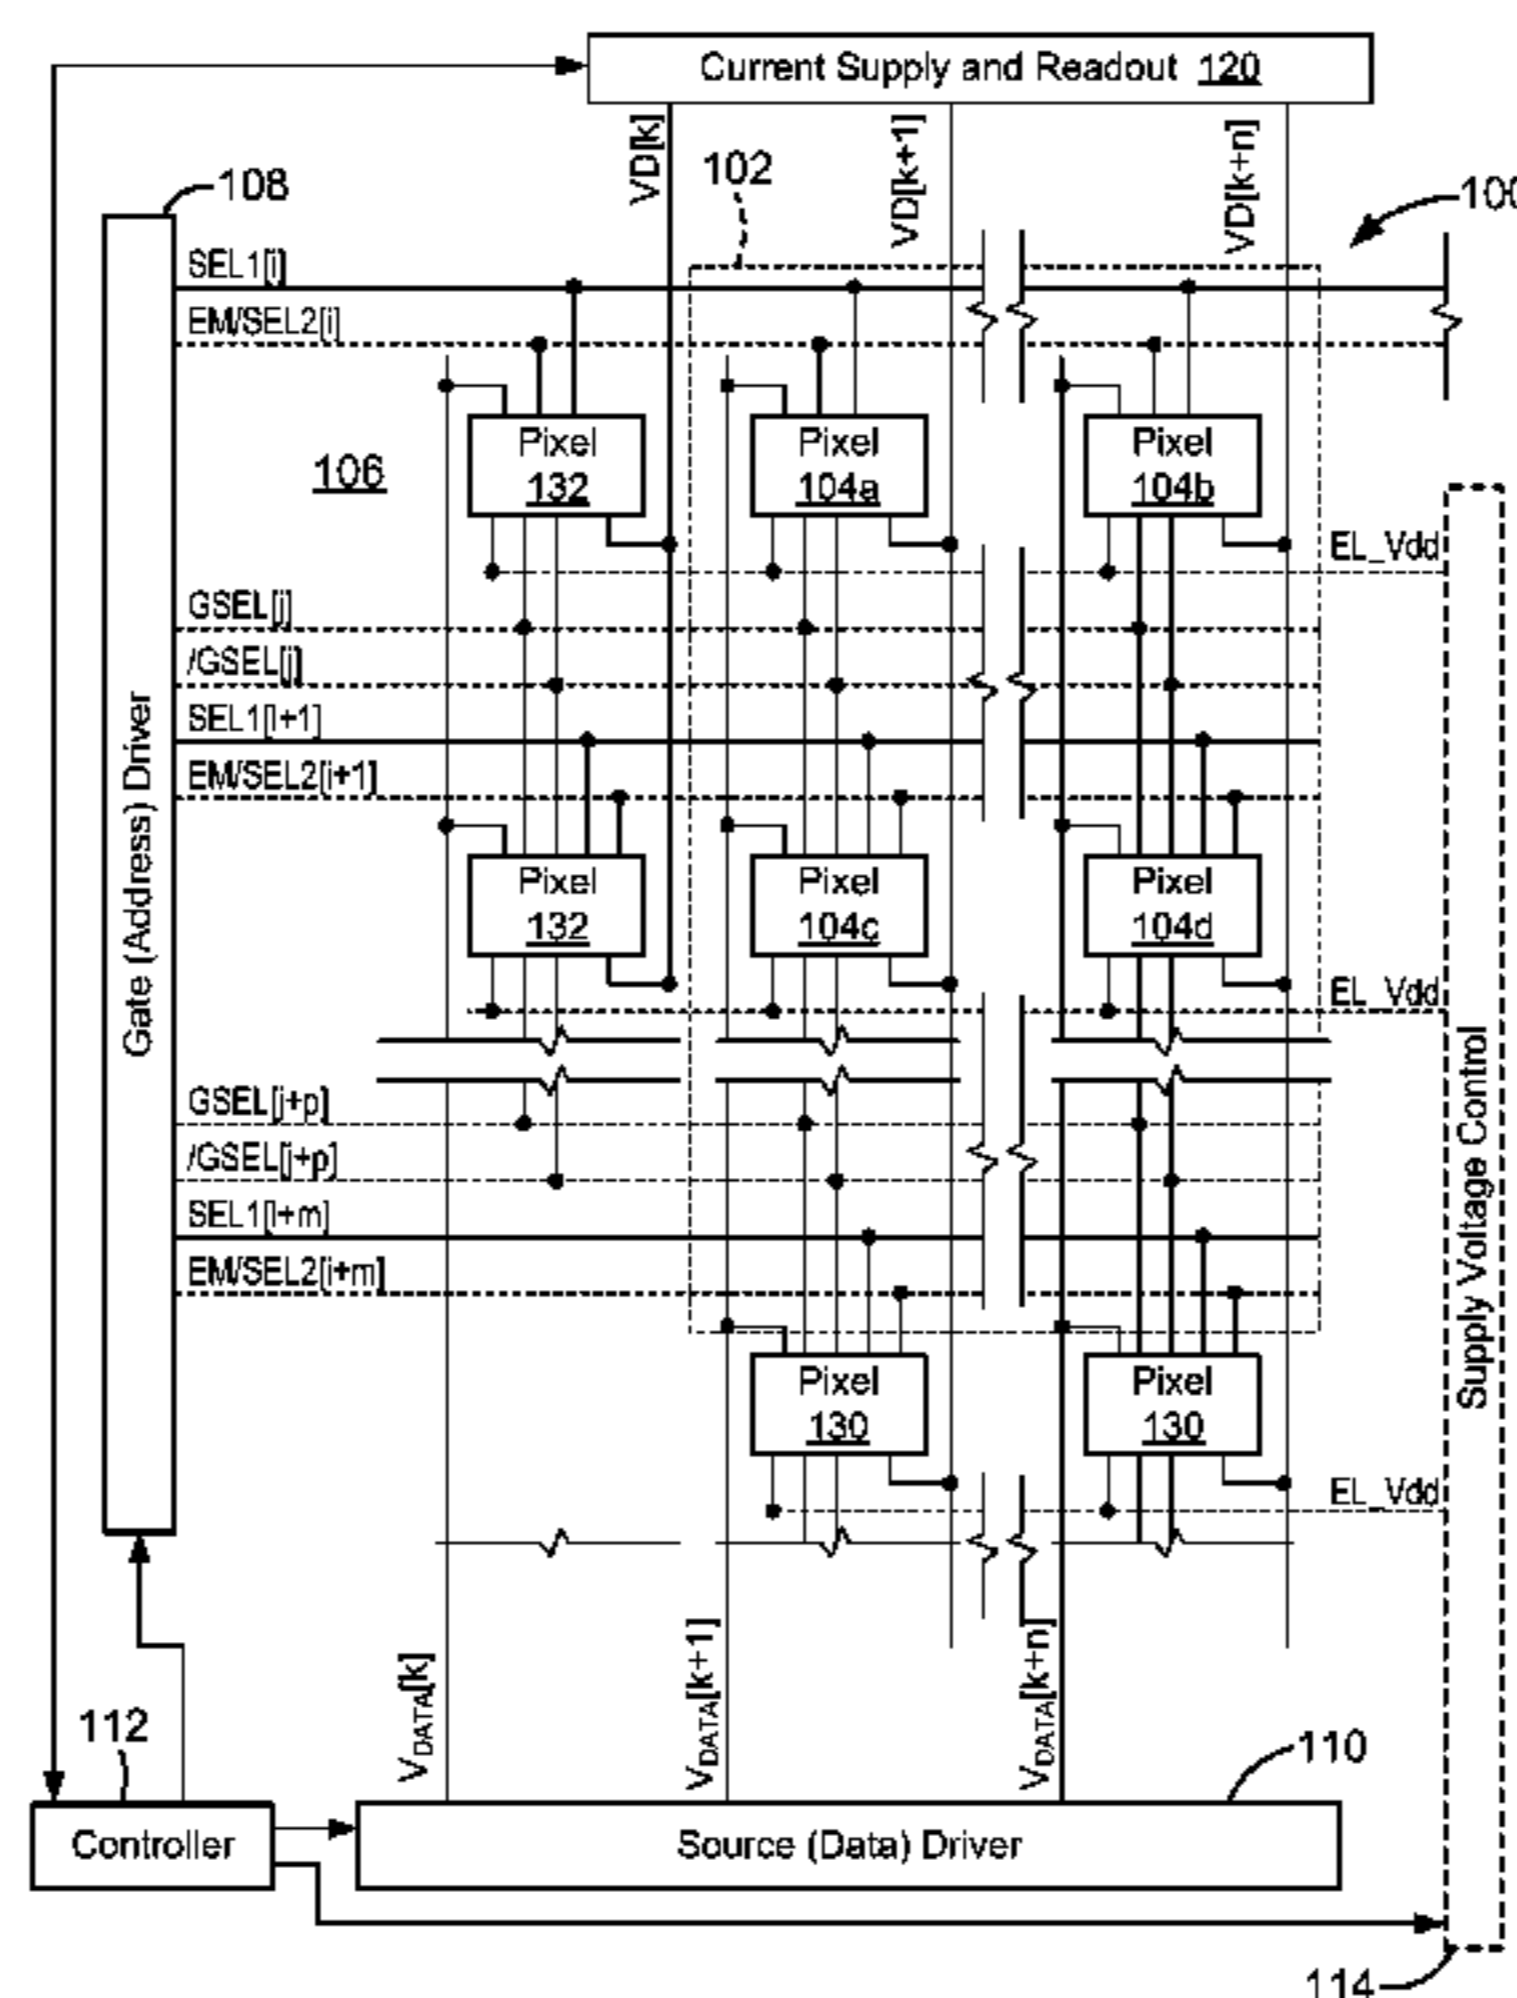 Current Supply and Readout 120
VD[k]
VD[k+1]
VD[k+n]
102
108
100
SEL1[i]
EM/SEL2[i]
Pixel
132
Pixel
104a
Pixel
104b
106
EL_Vdd
GSEL[j]
/GSEL[j]
SEL1[i+1]
EM/SEL2[i+1]
Gate (Address) Driver
Pixel
132
Pixel
104c
Pixel
104d
EL_Vdd
Supply Voltage Control
GSEL[j+p]
/GSEL[j+p]
SEL1[i+m]
EM/SEL2[i+m]
Pixel
130
Pixel
130
EL_Vdd
VDATA[k]
VDATA[k+1]
VDATA[k+n]
112
110
Controller
Source (Data) Driver
114